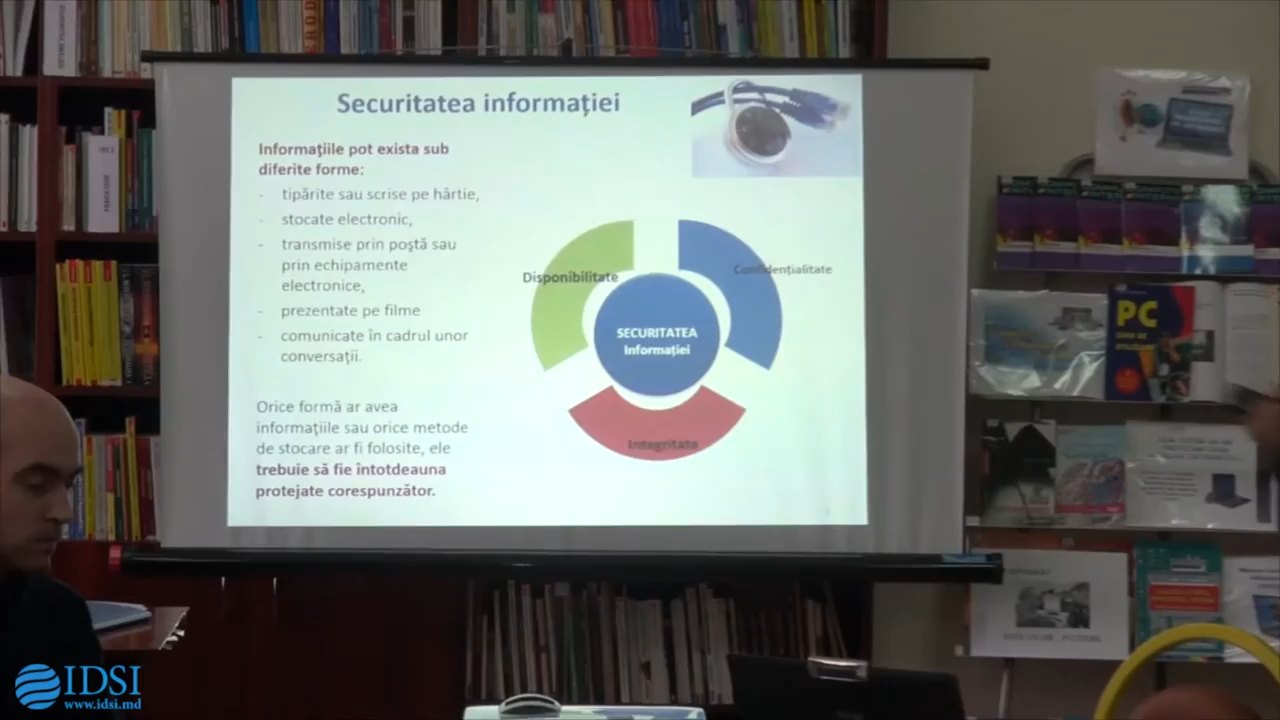 Securitatea informației
Informațiile pot exista sub
diferite forme:
- tipărite sau scrise pe hârtie,
- stocate electronic,
- transmise prin poștă sau
prin echipamente
electronice,
- prezentate pe filme
- comunicate în cadrul unor
conversații.
Orice formă ar avea
informațiile sau orice metode
de stocare ar fi folosite, ele
trebuie să fie întotdeauna
protejate corespunzător.
Disponibilitate
Confidențialitate
SECURITATEA
Informației
Integritate
PC
IDSI
www.idsi.md